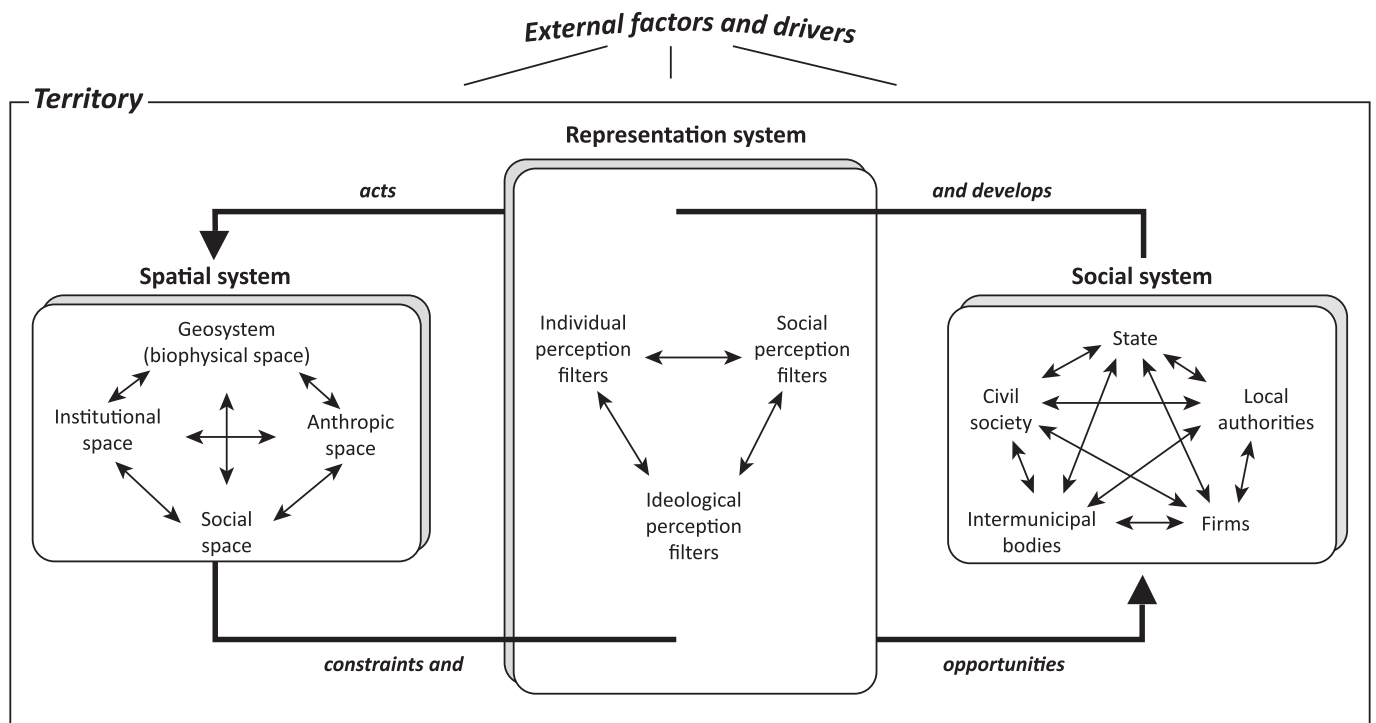 External factors and drivers
Territory
Representation system
acts
and develops
Spatial system
Social system
Geosystem
(biophysical space)
Institutional
space
Anthropic
space
Social
space
Individual
perception
filters
Social
perception
filters
Ideological
perception
filters
State
Civil
society
Local
authorities
Intermunicipal
bodies
Firms
constraints and
opportunities